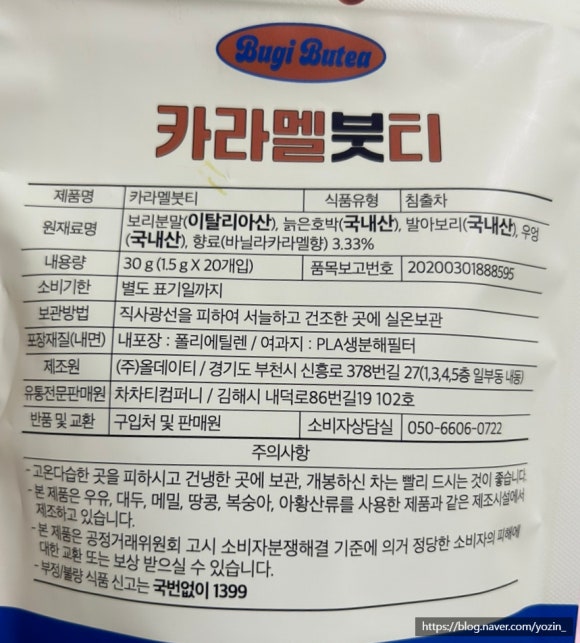 Bugi Butea
카라멜붓티
제품명 카라멜붓티 식품유형 침출차
원재료명 보리분말(이탈리아산), 늙은호박(국내산), 발아보리(국내산), 우엉
(국내산), 향료(바닐라카라멜향) 3.33%
내용량 30 g (1.5 g X 20개입) 품목보고번호 20200301888595
소비기한 별도 표기일까지
보관방법 직사광선을 피하여 서늘하고 건조한 곳에 실온보관
포장재질(내면) 내포장 : 폴리에틸렌 / 여과지 : PLA생분해필터
제조원 (주)올데이티 / 경기도 부천시 신흥로 378번길 27(1,3,4,5층 일부동 내동)
유통전문판매원 차차티컴퍼니 / 김해시 내덕로86번길19 102호
반품 및 교환 구입처 및 판매원 소비자상담실 050-6606-0722
주의사항
- 고온다습한 곳을 피하시고 건냉한 곳에 보관, 개봉하신 차는 빨리 드시는 것이 좋습니다.
- 본 제품은 우유, 대두, 메밀, 땅콩, 복숭아, 아황산류를 사용한 제품과 같은 제조시설에서
제조하고 있습니다.
- 본 제품은 공정거래위원회 고시 소비자분쟁해결 기준에 의거 정당한 소비자의 피해에
대한 교환 또는 보상 받으실 수 있습니다.
- 부정/불량 식품 신고는 국번없이 1399
https://blog.naver.com/yozin_